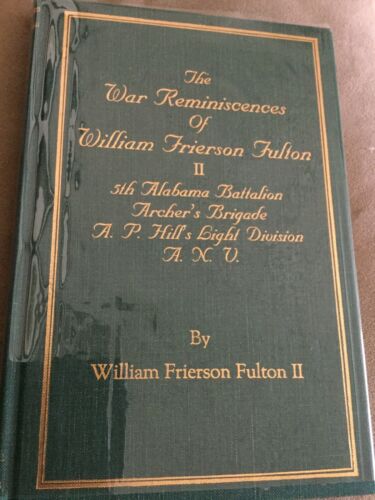 The
War Reminiscences
Of
William Frierson Fulton
II
5th Alabama Battalion
Archer's Brigade
A. P. Hill's Light Division
A. N. V.
By
William Frierson Fulton II